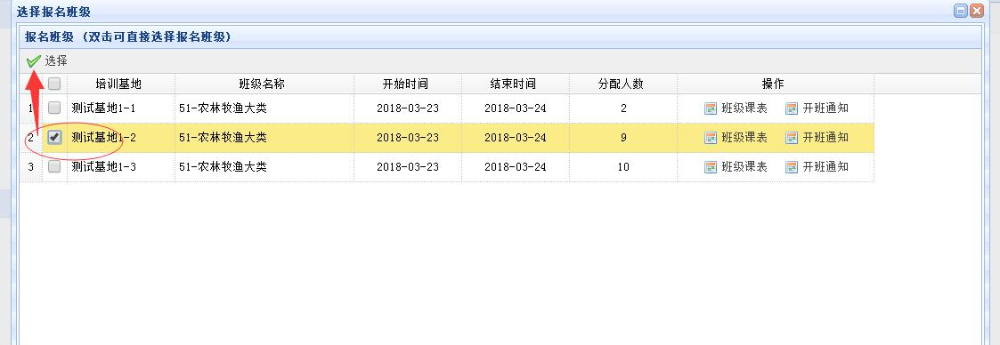 选择报名班级
报名班级 (双击可直接选择报名班级)
选择
培训基地 班级名称 开始时间 结束时间 分配人数 操作
1 测试基地1-1 51-农林牧渔大类 2018-03-23 2018-03-24 2 班级课表 开班通知
2 测试基地1-2 51-农林牧渔大类 2018-03-23 2018-03-24 9 班级课表 开班通知
3 测试基地1-3 51-农林牧渔大类 2018-03-23 2018-03-24 10 班级课表 开班通知